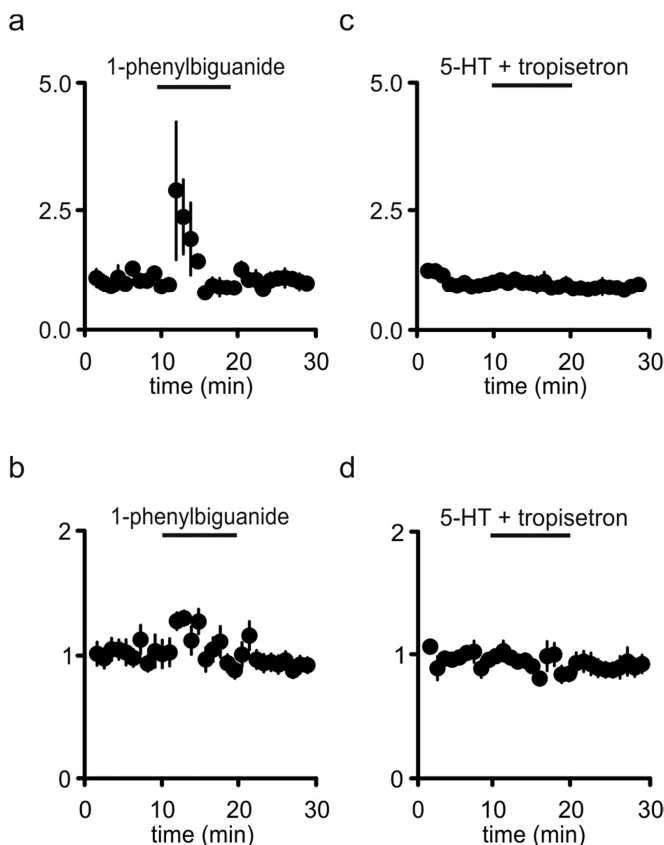 a
1-phenylbiguanide
5.0
2.5
0.0
0 10 20 30
time (min)
c
5-HT + tropisetron
5.0
2.5
0.0
0 10 20 30
time (min)
b
1-phenylbiguanide
2
1
0
0 10 20 30
time (min)
d
5-HT + tropisetron
2
1
0
0 10 20 30
time (min)